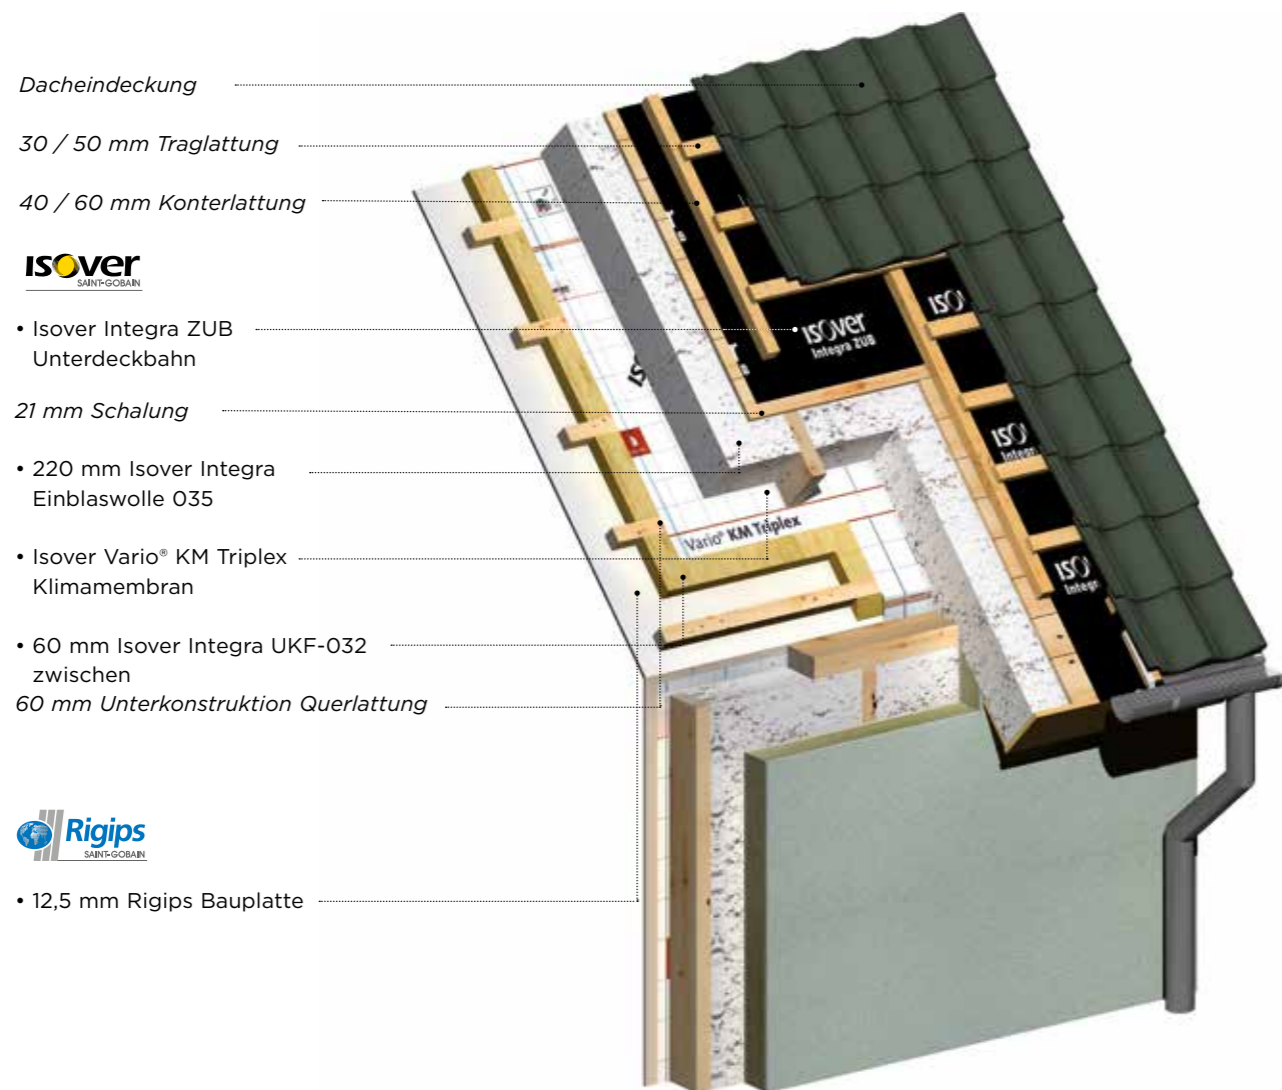 Dacheindeckung
30 / 50 mm Traglattung
40 / 60 mm Konterlattung
isover
SAINT-GOBAIN
• Isover Integra ZUB
Unterdeckbahn
21 mm Schalung
• 220 mm Isover Integra
Einblaswolle 035
• Isover Vario® KM Triplex
Klimamembran
• 60 mm Isover Integra UKF-032
zwischen
60 mm Unterkonstruktion Querlattung
Rigips
SAINT-GOBAIN
• 12,5 mm Rigips Bauplatte
isover
Integra ZUB
Vario® KM Triplex